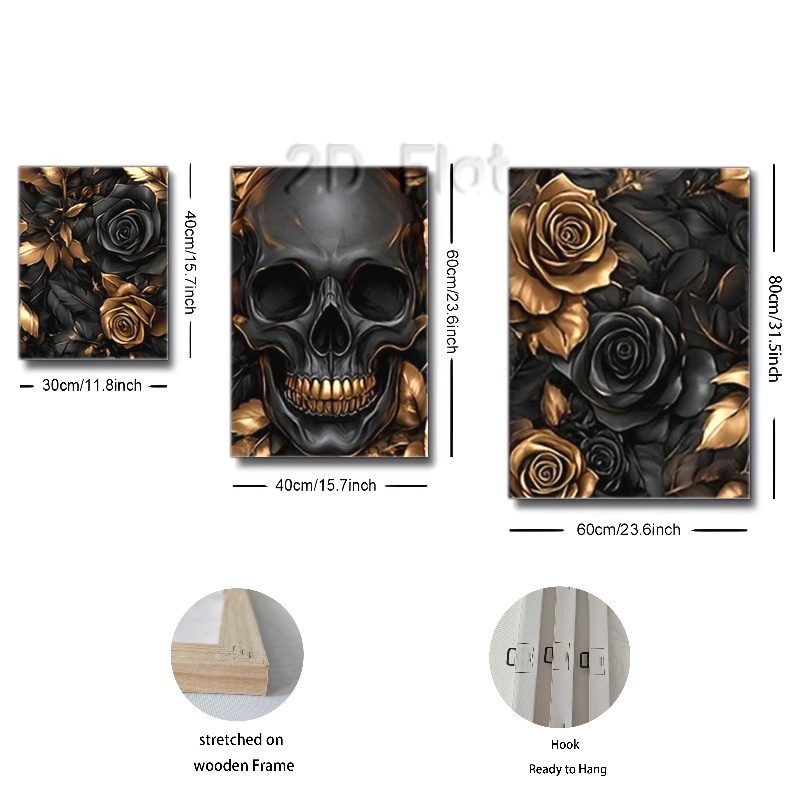 2D Flat
40cm/15.7inch
30cm/11.8inch
60cm/23.6inch
40cm/15.7inch
80cm/31.5inch
60cm/23.6inch
stretched on
wooden Frame
Hook
Ready to Hang